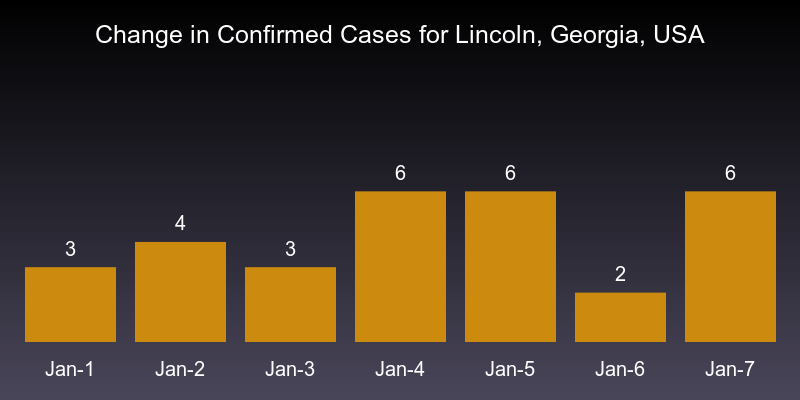 Change in Confirmed Cases for Lincoln, Georgia, USA
3 4 3 6 6 2 6
Jan-1 Jan-2 Jan-3 Jan-4 Jan-5 Jan-6 Jan-7